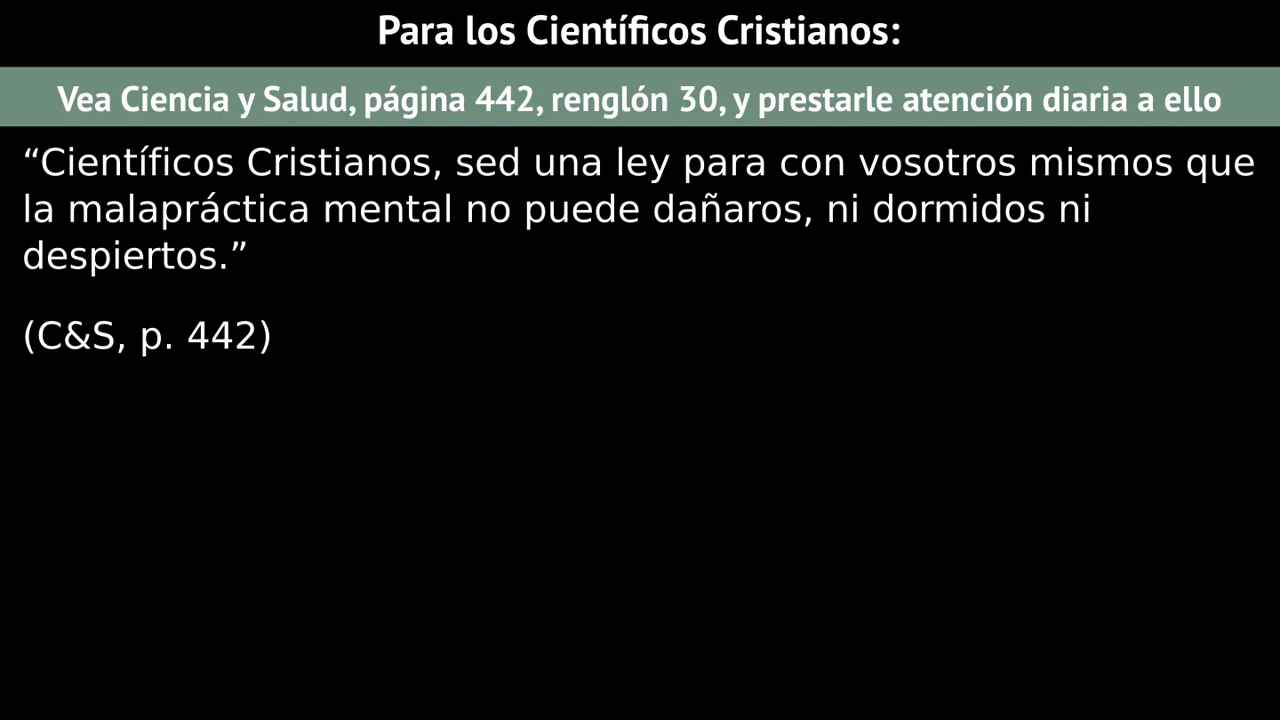 Para los Científicos Cristianos:
Vea Ciencia y Salud, página 442, renglón 30, y prestarle atención diaria a ello
“Científicos Cristianos, sed una ley para con vosotros mismos que
la malapráctica mental no puede dañaros, ni dormidos ni
despiertos.”
(C&S, p. 442)